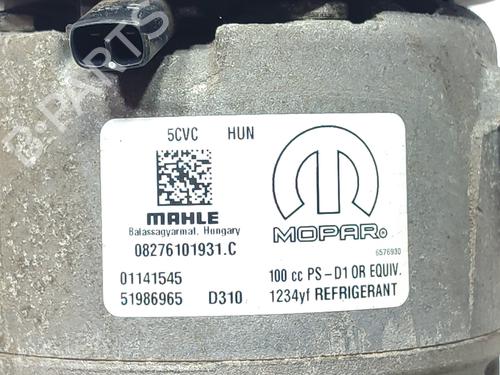 5CVC HUN
MAHLE
Balassagyarmat, Hungary
08276101931.C
01141545
51986965 D310
MOPAR®
6576930
100 cc PS-D1 OR EQUIV.
1234yf REFRIGERANT
B-PARTS